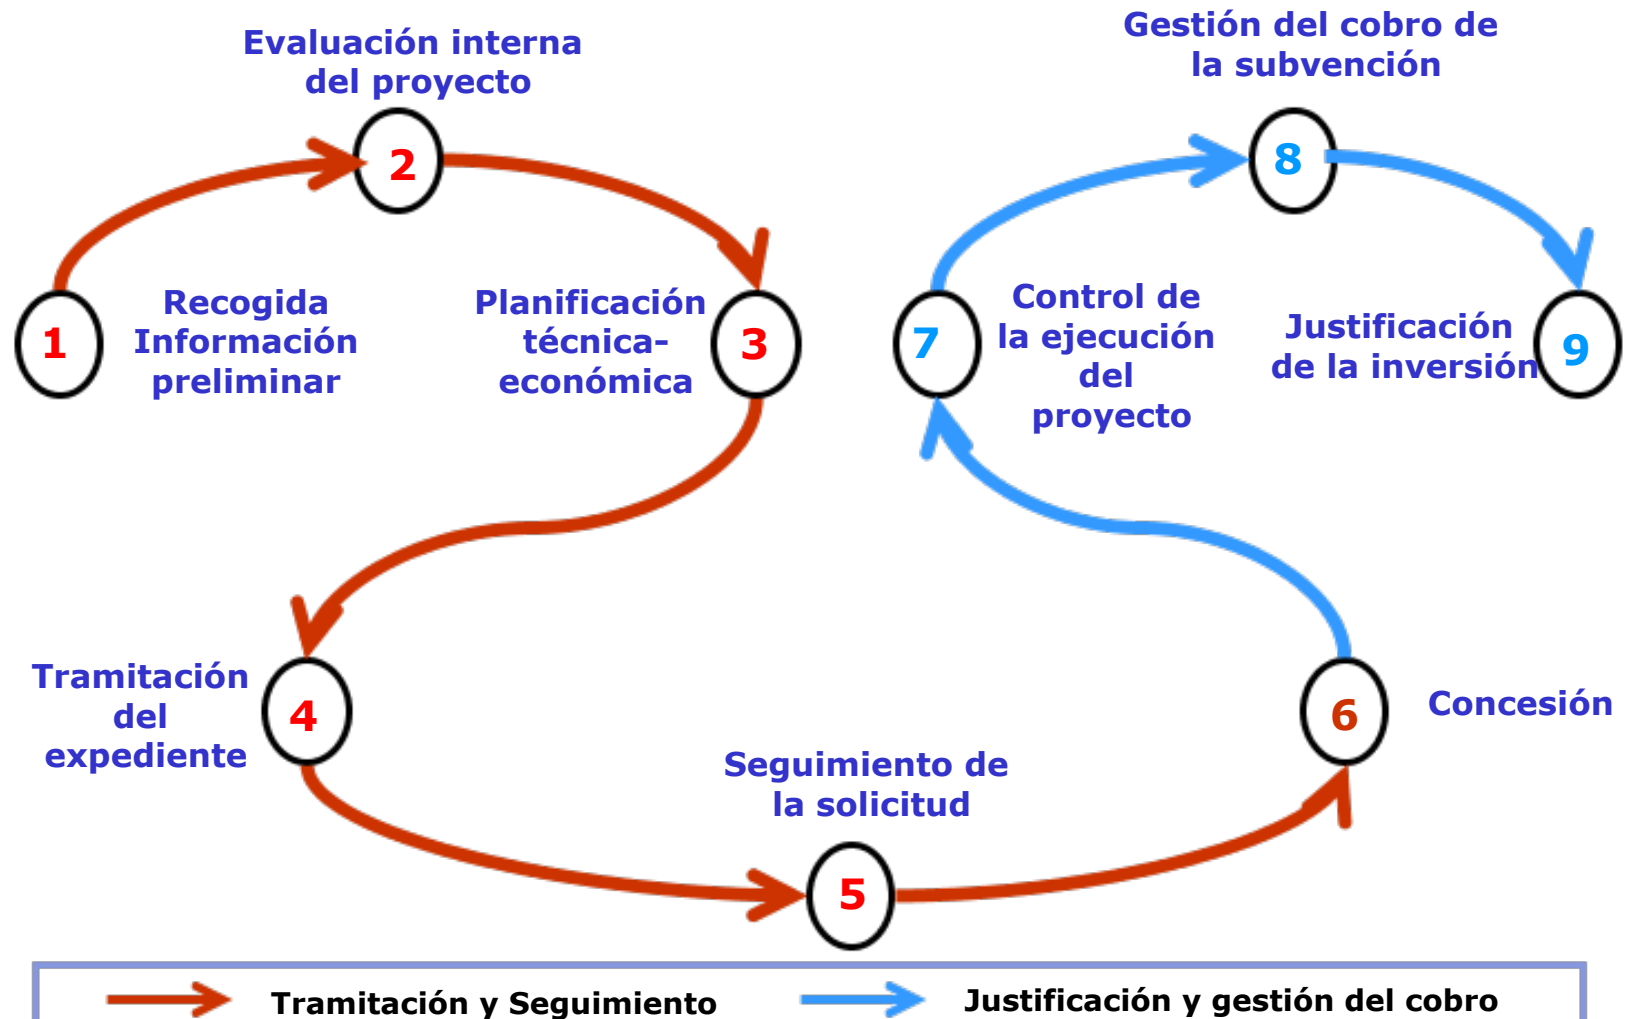 Evaluación interna
del proyecto
Gestión del cobro de
la subvención
2
8
1
Recogida
Información
preliminar
Planificación
técnica-
económica
3
7
Control de
la ejecución
del
proyecto
Justificación
de la inversión
9
Tramitación
del
expediente
4
Seguimiento de
la solicitud
5
6
Concesión
Tramitación y Seguimiento
Justificación y gestión del cobro